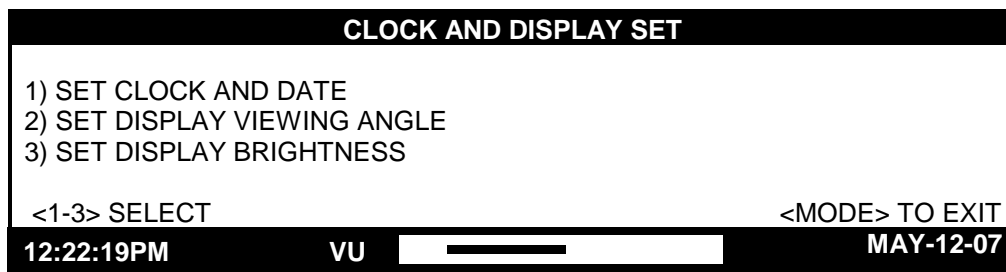 CLOCK AND DISPLAY SET
1) SET CLOCK AND DATE
2) SET DISPLAY VIEWING ANGLE
3) SET DISPLAY BRIGHTNESS
<1-3> SELECT <MODE> TO EXIT
12:22:19PM VU MAY-12-07